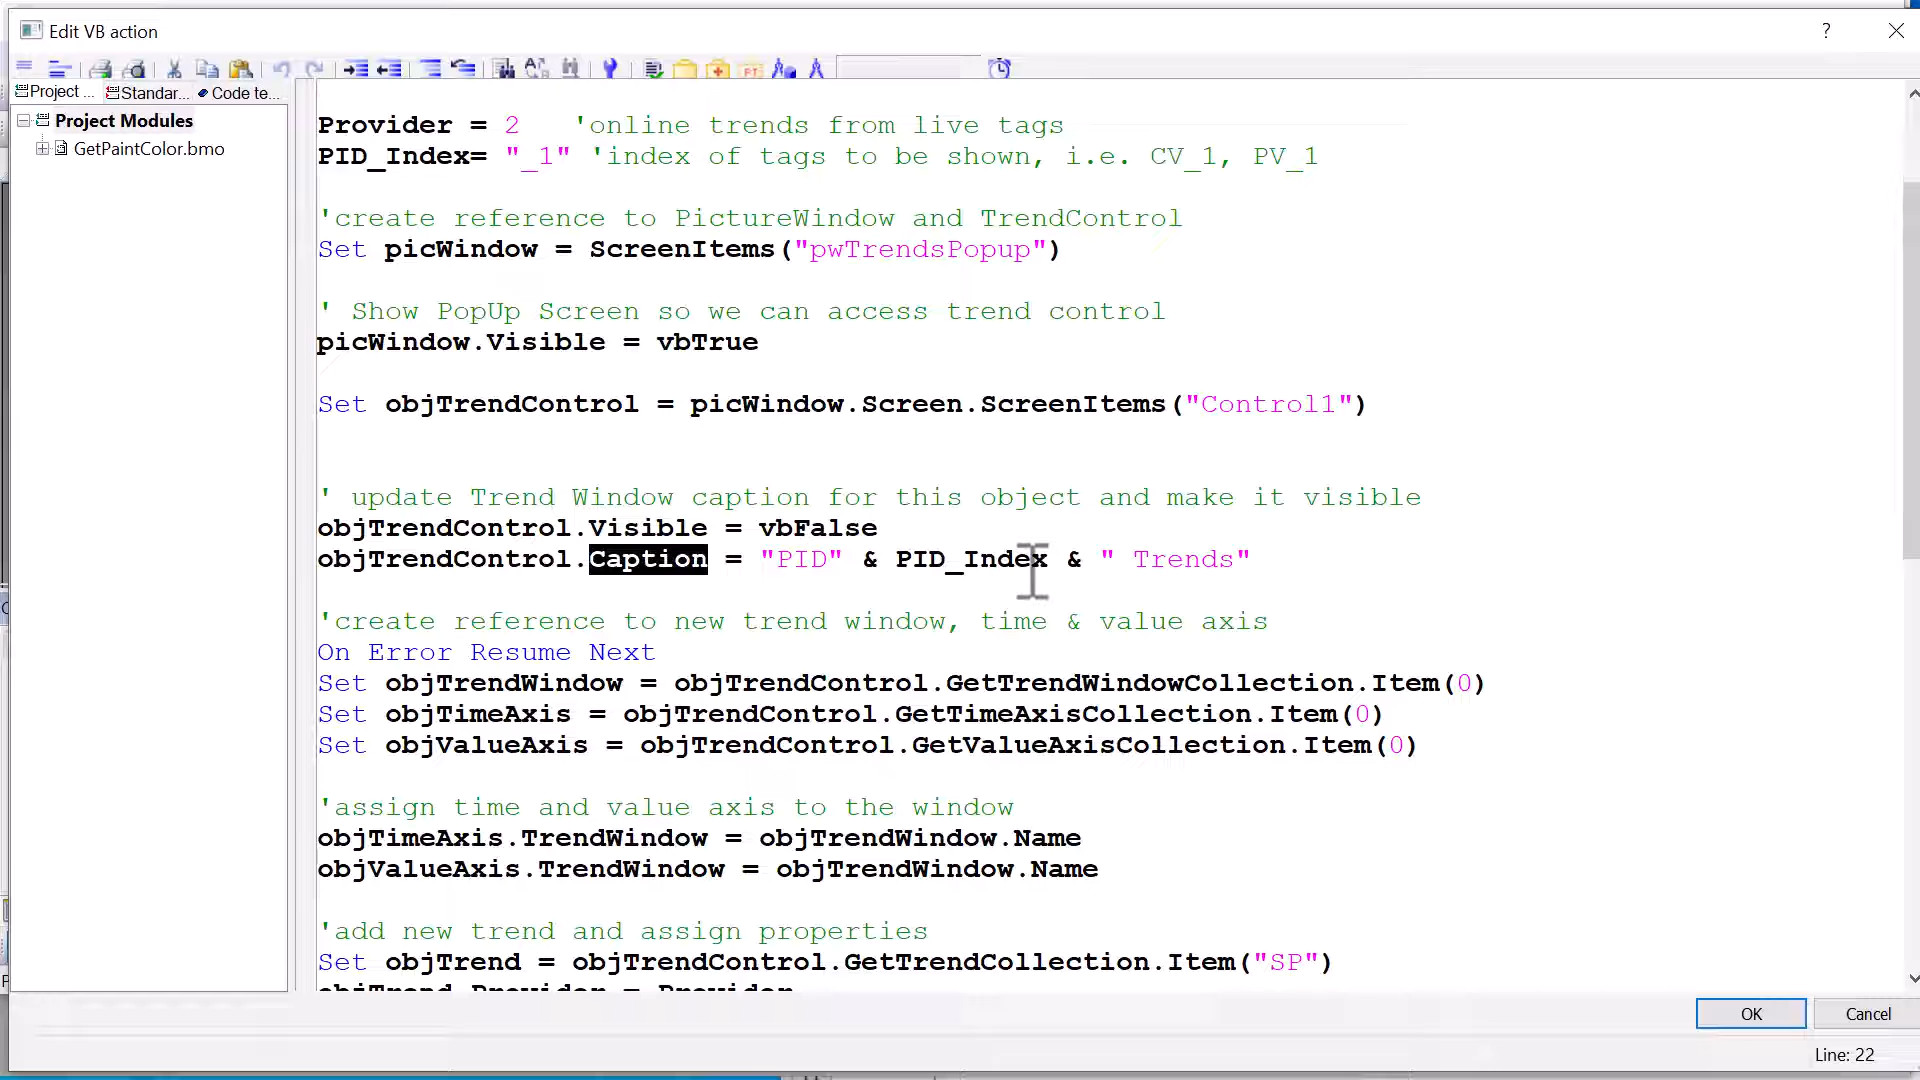 Edit VB action
?
Project ...
Standar...
Code te...
Project Modules
GetPaintColor.bmo
Provider = 2 'online trends from live tags
PID_Index= "_1" 'index of tags to be shown, i.e. CV_1, PV_1
'create reference to PictureWindow and TrendControl
Set picWindow = ScreenItems("pwTrendsPopup")
' Show PopUp Screen so we can access trend control
picWindow.Visible = vbTrue
Set objTrendControl = picWindow.Screen.ScreenItems("Control1")
' update Trend Window caption for this object and make it visible
objTrendControl.Visible = vbFalse
objTrendControl.Caption = "PID" & PID_Index & " Trends"
'create reference to new trend window, time & value axis
On Error Resume Next
Set objTrendWindow = objTrendControl.GetTrendWindowCollection.Item(0)
Set objTimeAxis = objTrendControl.GetTimeAxisCollection.Item(0)
Set objValueAxis = objTrendControl.GetValueAxisCollection.Item(0)
'assign time and value axis to the window
objTimeAxis.TrendWindow = objTrendWindow.Name
objValueAxis.TrendWindow = objTrendWindow.Name
'add new trend and assign properties
Set objTrend = objTrendControl.GetTrendCollection.Item("SP")
objTrend.Provider = Provider
OK
Cancel
Line: 22